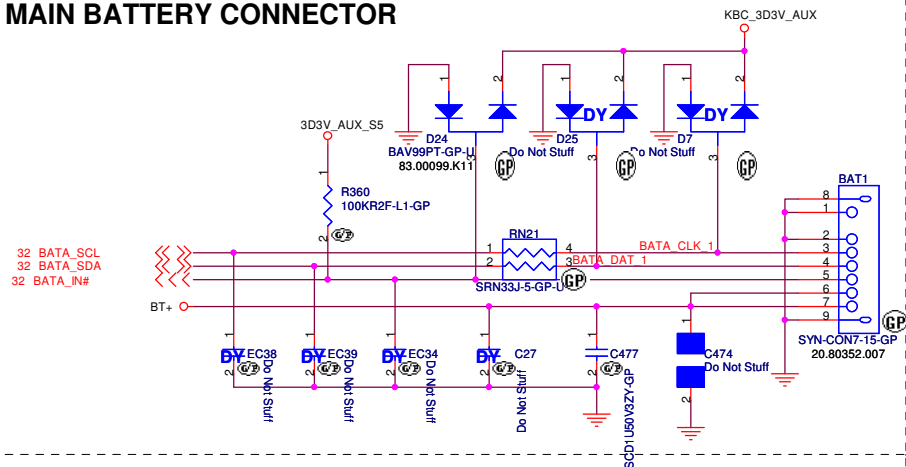 MAIN BATTERY CONNECTOR
KBC_3D3V_AUX
1 2 1 2 1 2
DY DY
3D3V_AUX_S5
D24
BAV99PT-GP-U
83.00099.K11
3
GP
D25
Do Not Stuff
3
GP
D7
Do Not Stuff
3
GP
1
R360
100KR2F-L1-GP
2
G/P
BAT1
8
1
2
3
4
5
6
7
9
GP
SYN-CON7-15-GP
20.80352.007
RN21
1 4
2 3
SRN33J-5-GP-U
GP
BATA_CLK_1
BATA_DAT_1
32 BATA_SCL
32 BATA_SDA
32 BATA_IN#
BT+
1
DY EC38
2
G/P
Do Not Stuff
1
DY EC39
2
G/P
Do Not Stuff
1
DY EC34
2
G/P
Do Not Stuff
1
DY C27
2
G/P
Do Not Stuff
1
C477
2
G/P
SCD1U50V3ZY-GP
1
C474
Do Not Stuff
2